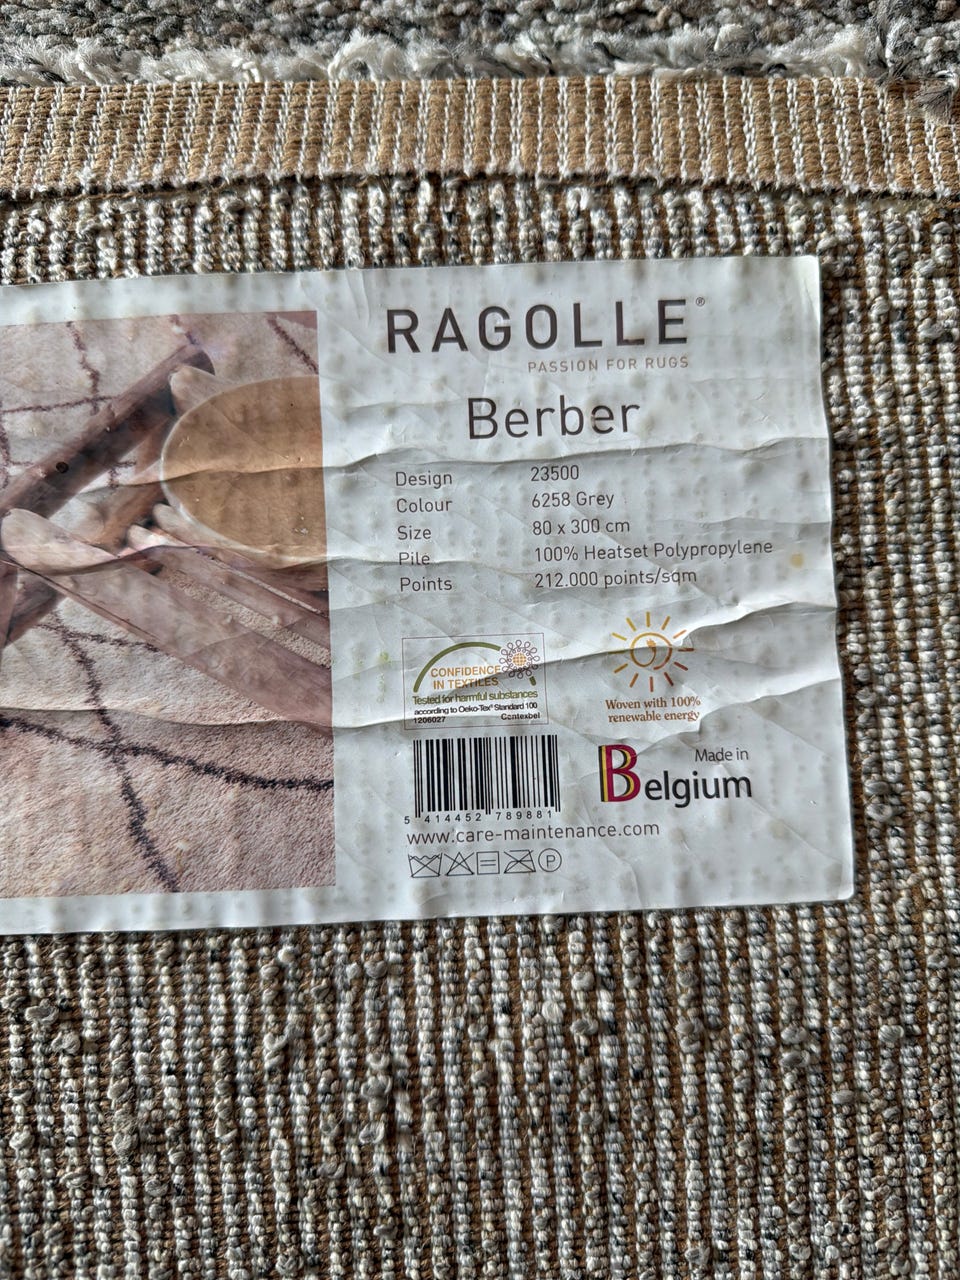 RAGOLLE®
PASSION FOR RUGS
Berber
Design 23500
Colour 6258 Grey
Size 80 x 300 cm
Pile 100% Heatset Polypropylene
Points 212.000 points/sqm
CONFIDENCE
IN TEXTILES
Tested for harmful substances
according to Oeko-Tex® Standard 100
1206027 Centexbel
Woven with 100%
renewable energy
Made in
Belgium
5 414452 789881
www.care-maintenance.com
P